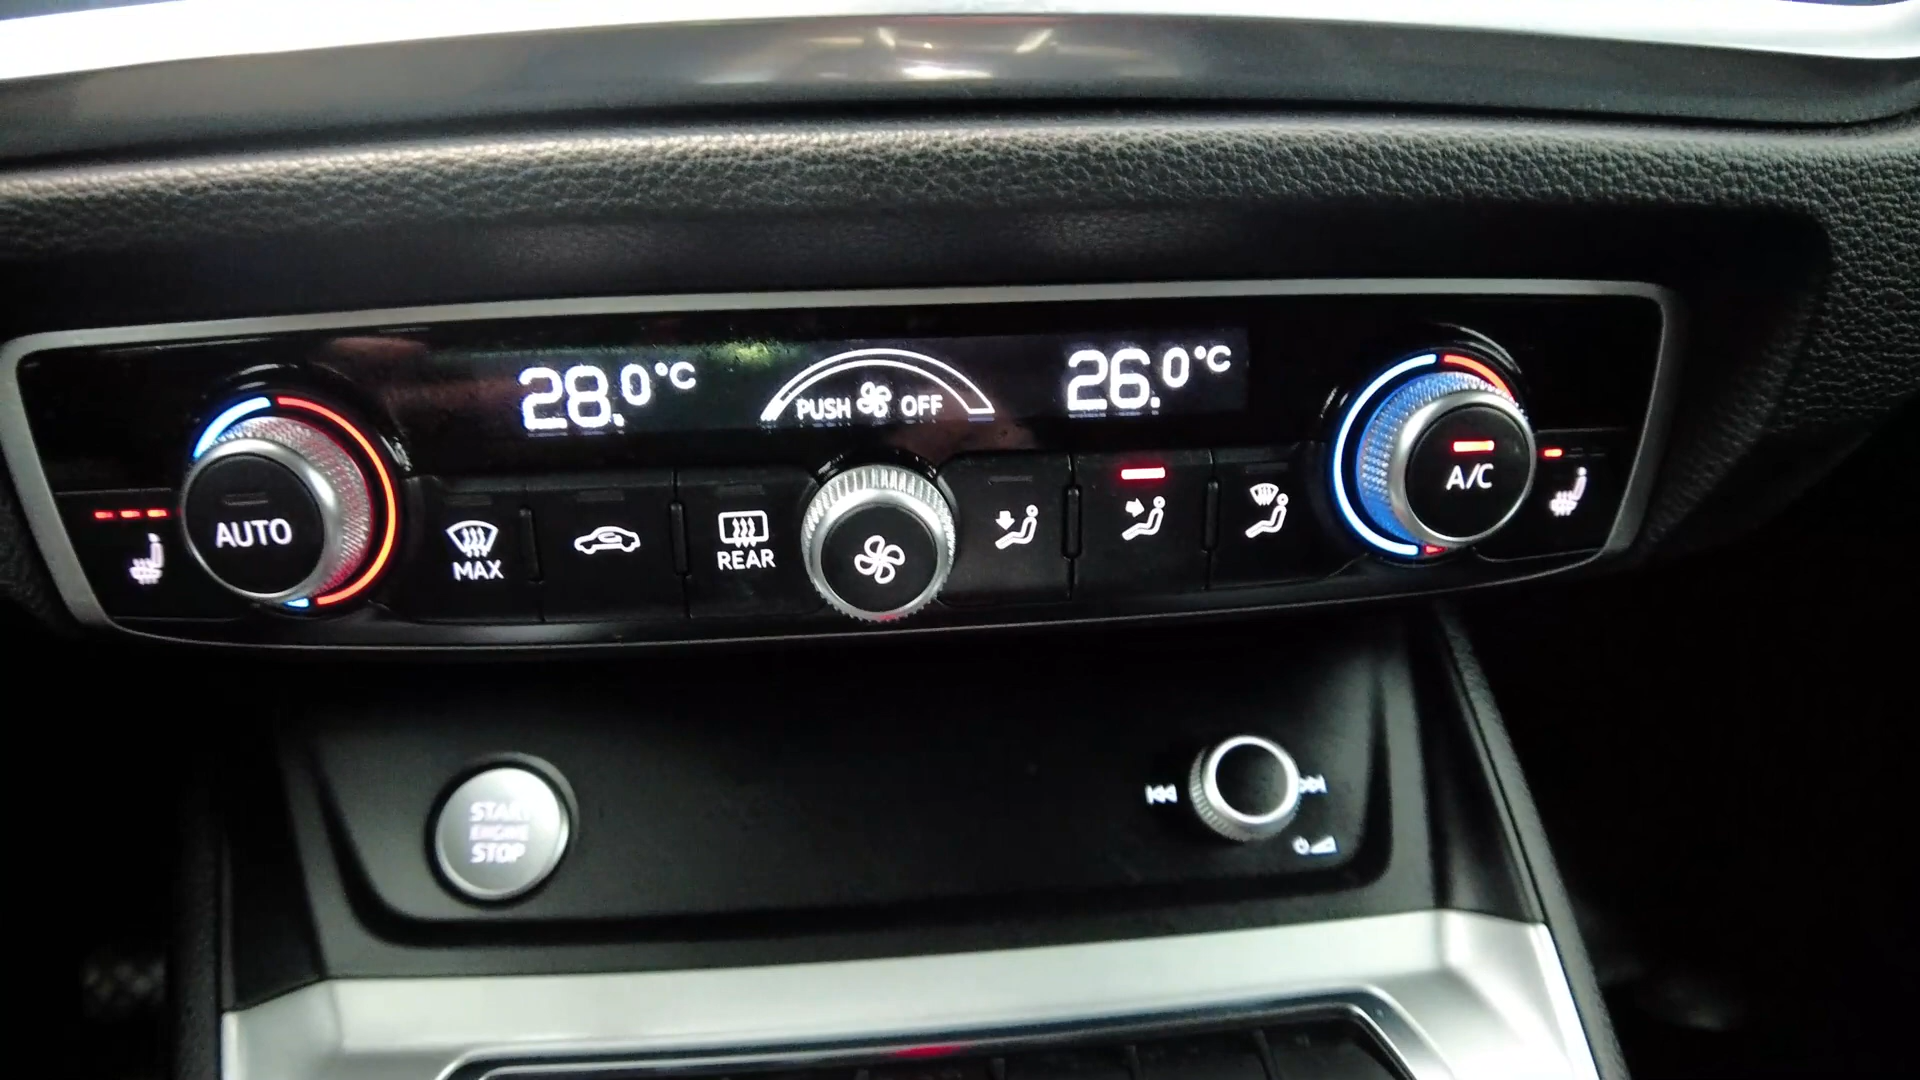 28.0°C
PUSH OFF
26.0°C
AUTO
MAX
REAR
A/C
START
ENGINE
STOP